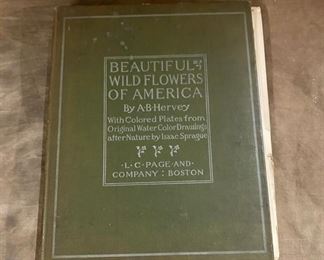 BEAUTIFUL
WILD FLOWERS
OF AMERICA
By A·B·Hervey
With Colored Plates from
Original Water Color Drawings
after Nature by Isaac Sprague
·L·C·PAGE·AND·
COMPANY : BOSTON